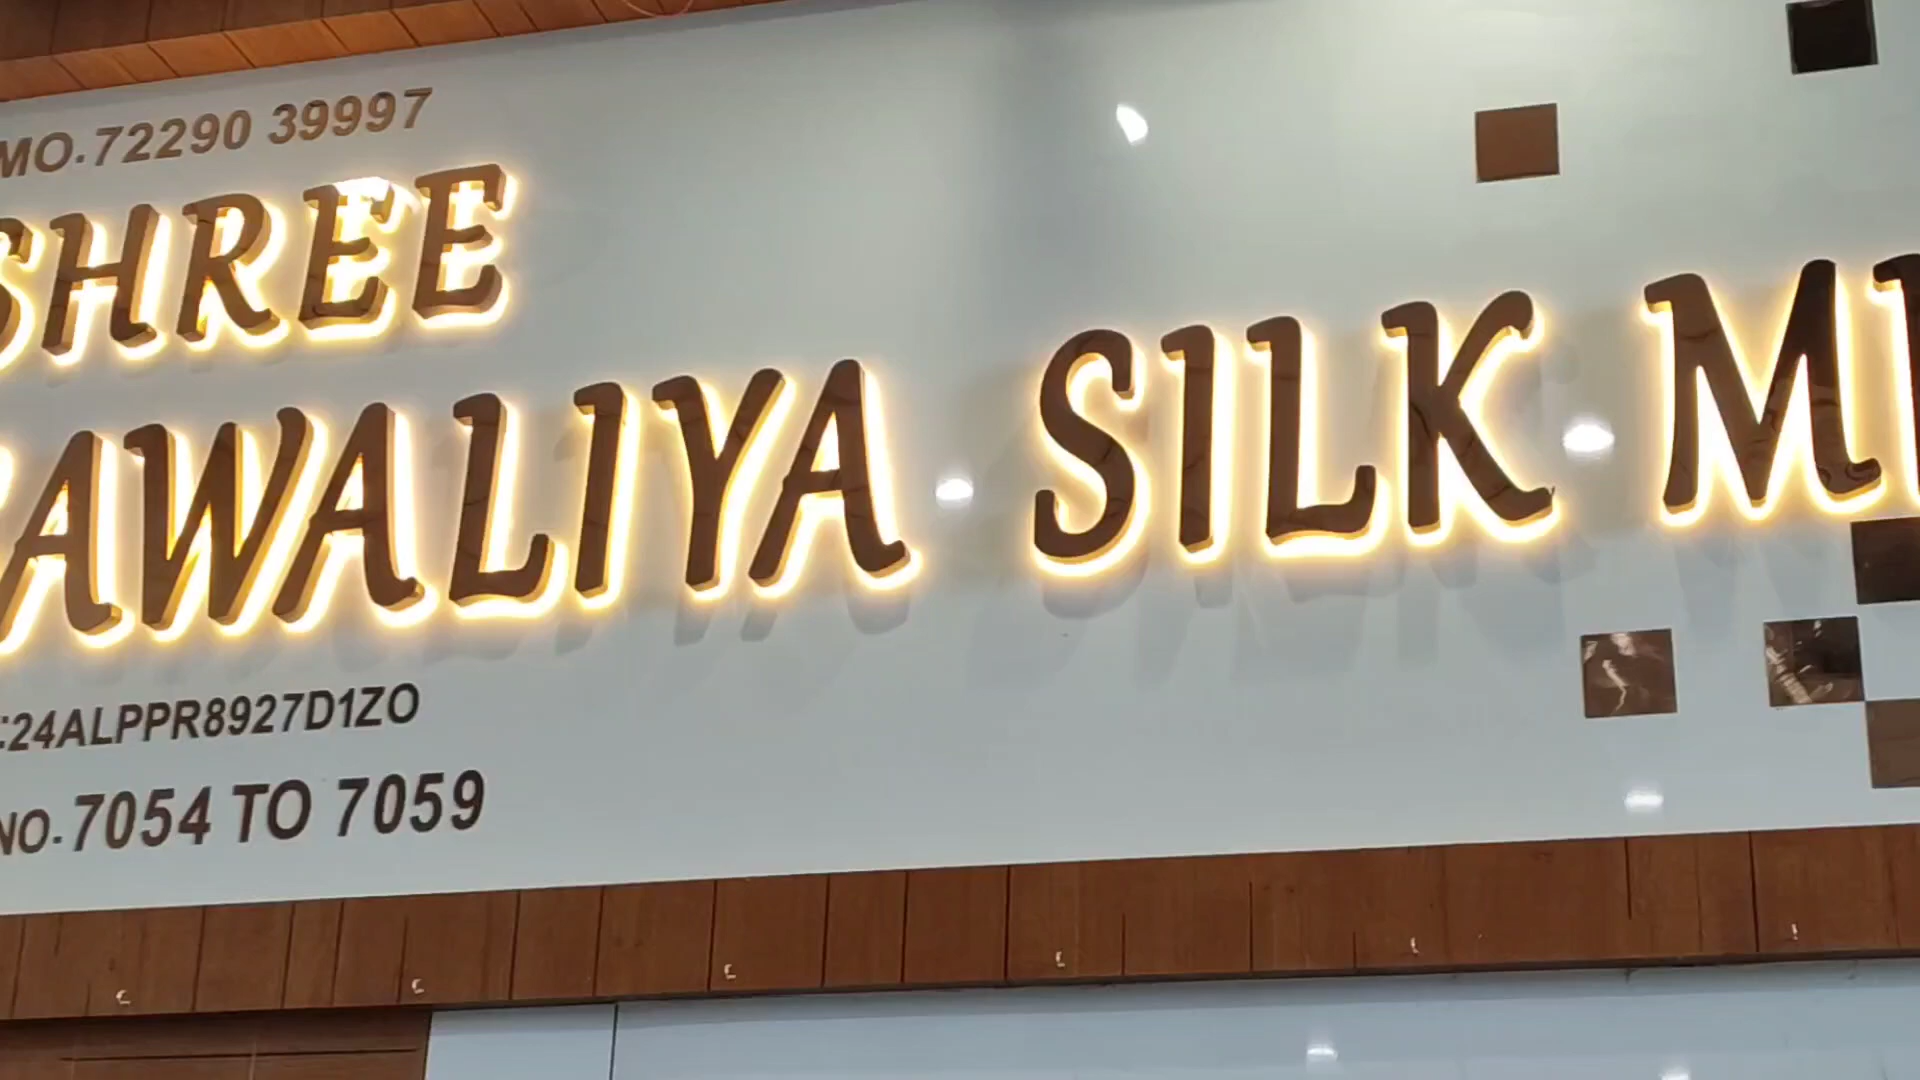 MO.72290 39997
SHREE
AWALIYA SILK MI
:24ALPPR8927D1ZO
NO.7054 TO 7059